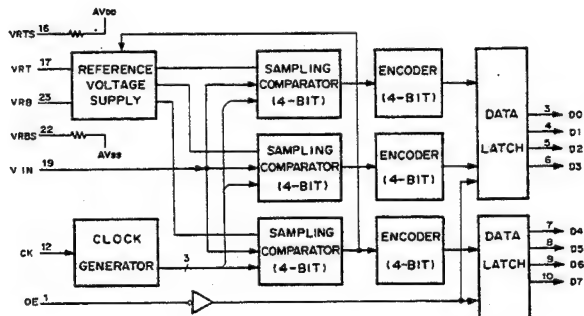 VRTS 16 AVDD
VRT 17
VRB 23
REFERENCE
VOLTAGE
SUPPLY
VRBS 22 AVSS
V IN 19
CK 12
CLOCK
GENERATOR
3
OE 1
SAMPLING
COMPARATOR
(4-BIT)
ENCODER
(4-BIT)
SAMPLING
COMPARATOR
(4-BIT)
ENCODER
(4-BIT)
SAMPLING
COMPARATOR
(4-BIT)
ENCODER
(4-BIT)
DATA
LATCH
3 D0
4 D1
5 D2
6 D3
DATA
LATCH
7 D4
8 D5
9 D6
10 D7